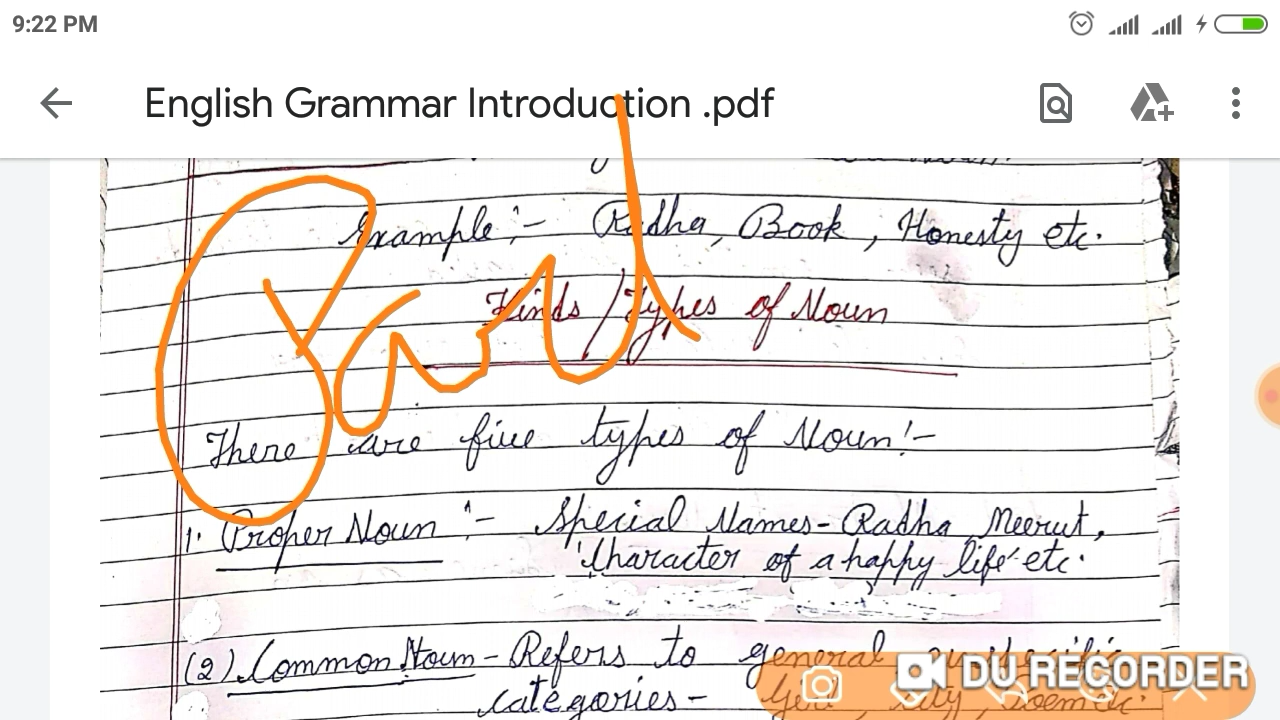 9:22 PM
English Grammar Introduction .pdf
Example:- Radha, Book, Honesty etc.
Kinds/Types of Noun
There are five types of Noun:-
1. Proper Noun :- Special Names- Radha Meerut,
'Character of a happy life' etc.
(2) Common Noun - Refers to general
categories-
DU RECORDER